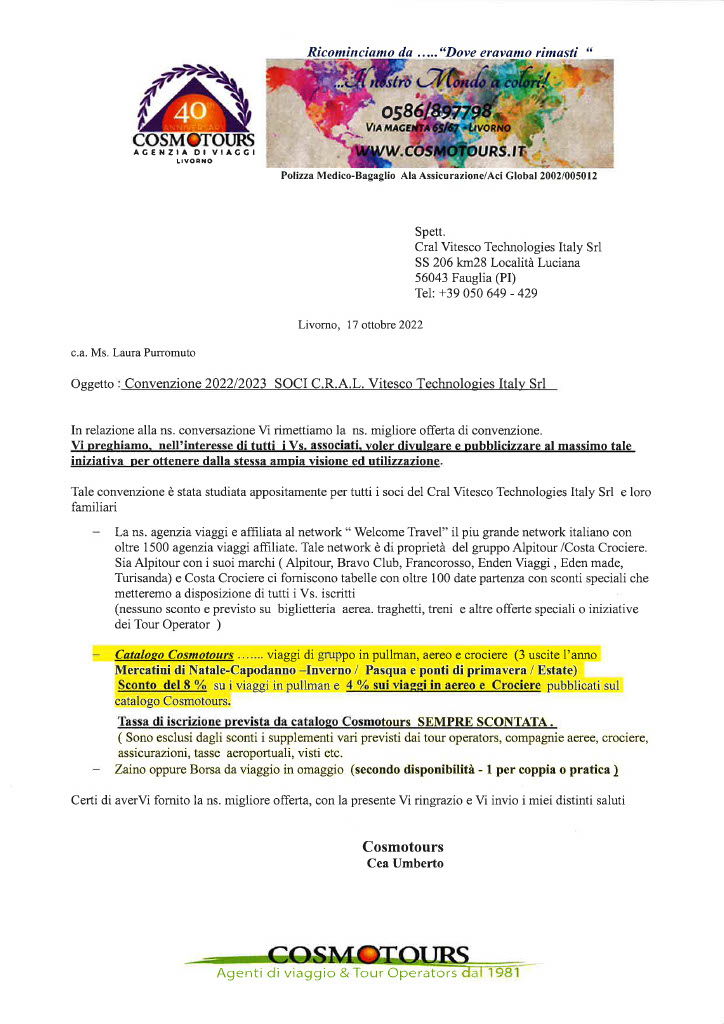 Ricominciamo da ….."Dove eravamo rimasti "
...Il nostro Mondo a colori!
40
ANNIVERSARY
COSMOTOURS
AGENZIA DI VIAGGI
LIVORNO
0586/897798
VIA MAGENTA 65/67 - LIVORNO
WWW.COSMOTOURS.IT
Polizza Medico-Bagaglio Ala Assicurazione/Aci Global 2002/005012
Spett.
Cral Vitesco Technologies Italy Srl
SS 206 km28 Località Luciana
56043 Fauglia (PI)
Tel: +39 050 649 - 429
Livorno, 17 ottobre 2022
c.a. Ms. Laura Purromuto
Oggetto : Convenzione 2022/2023 SOCI C.R.A.L. Vitesco Technologies Italy Srl
In relazione alla ns. conversazione Vi rimettiamo la ns. migliore offerta di convenzione.
Vi preghiamo, nell'interesse di tutti i Vs. associati, voler divulgare e pubblicizzare al massimo tale
iniziativa per ottenere dalla stessa ampia visione ed utilizzazione.
Tale convenzione è stata studiata appositamente per tutti i soci del Cral Vitesco Technologies Italy Srl e loro
familiari
– La ns. agenzia viaggi e affiliata al network " Welcome Travel" il piu grande network italiano con
oltre 1500 agenzia viaggi affiliate. Tale network è di proprietà del gruppo Alpitour /Costa Crociere.
Sia Alpitour con i suoi marchi ( Alpitour, Bravo Club, Francorosso, Enden Viaggi , Eden made,
Turisanda) e Costa Crociere ci forniscono tabelle con oltre 100 date partenza con sconti speciali che
metteremo a disposizione di tutti i Vs. iscritti
(nessuno sconto e previsto su biglietteria aerea. traghetti, treni e altre offerte speciali o iniziative
dei Tour Operator )
– Catalogo Cosmotours ……. viaggi di gruppo in pullman, aereo e crociere (3 uscite l'anno
Mercatini di Natale-Capodanno –Inverno / Pasqua e ponti di primavera / Estate)
Sconto del 8 % su i viaggi in pullman e 4 % sui viaggi in aereo e Crociere pubblicati sul
catalogo Cosmotours.
Tassa di iscrizione prevista da catalogo Cosmotours SEMPRE SCONTATA .
( Sono esclusi dagli sconti i supplementi vari previsti dai tour operators, compagnie aeree, crociere,
assicurazioni, tasse aeroportuali, visti etc.
– Zaino oppure Borsa da viaggio in omaggio (secondo disponibilità - 1 per coppia o pratica )
Certi di averVi fornito la ns. migliore offerta, con la presente Vi ringrazio e Vi invio i miei distinti saluti
Cosmotours
Cea Umberto
COSMOTOURS
Agenti di viaggio & Tour Operators dal 1981